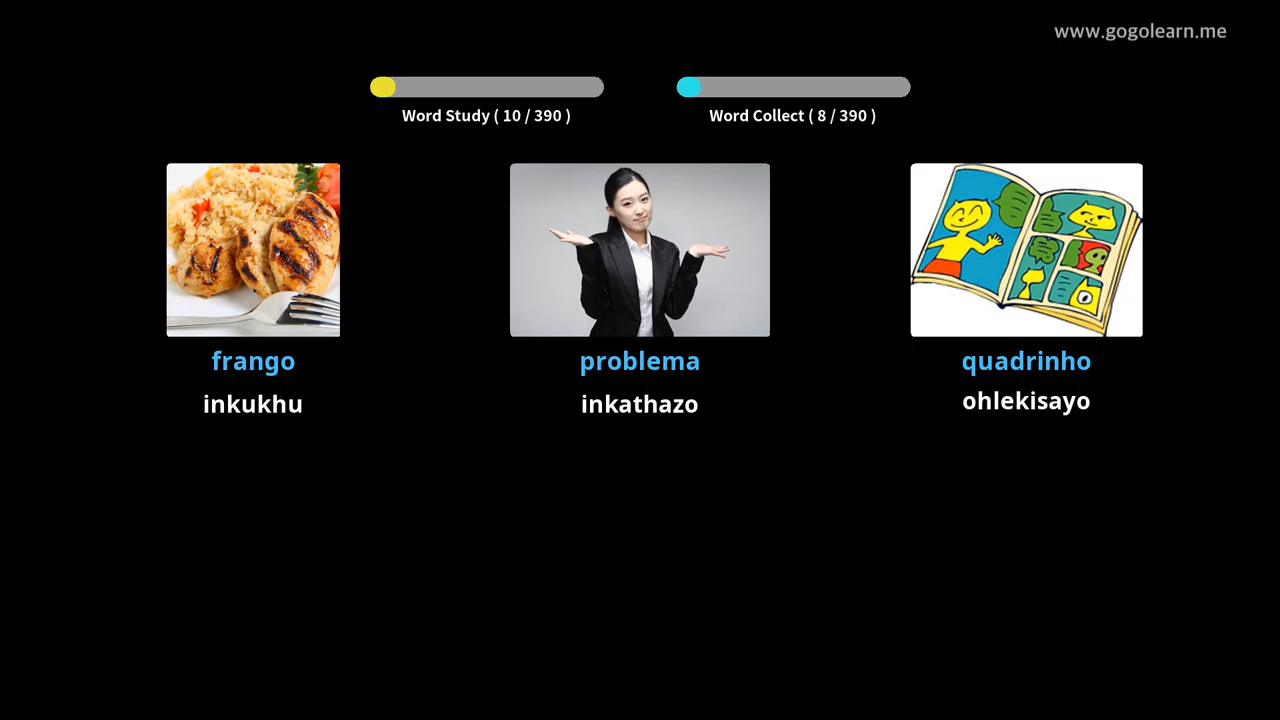 www.gogolearn.me
Word Study ( 10 / 390 )
Word Collect ( 8 / 390 )
frango
problema
quadrinho
inkukhu
inkathazo
ohlekisayo